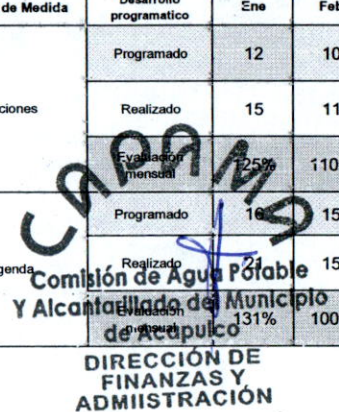 de Medida Desarrollo programatico Ene Feb
Programado 12 10
ciones Realizado 15 11
Evaluación mensual 125% 110
CAPAMA
Programado 16 15
genda Realizado 21 15
Evaluación mensual 131% 100
Comisión de Agua Potable
Y Alcantarillado del Municipio
de Acapulco
DIRECCIÓN DE
FINANZAS Y
ADMIISTRACIÓN